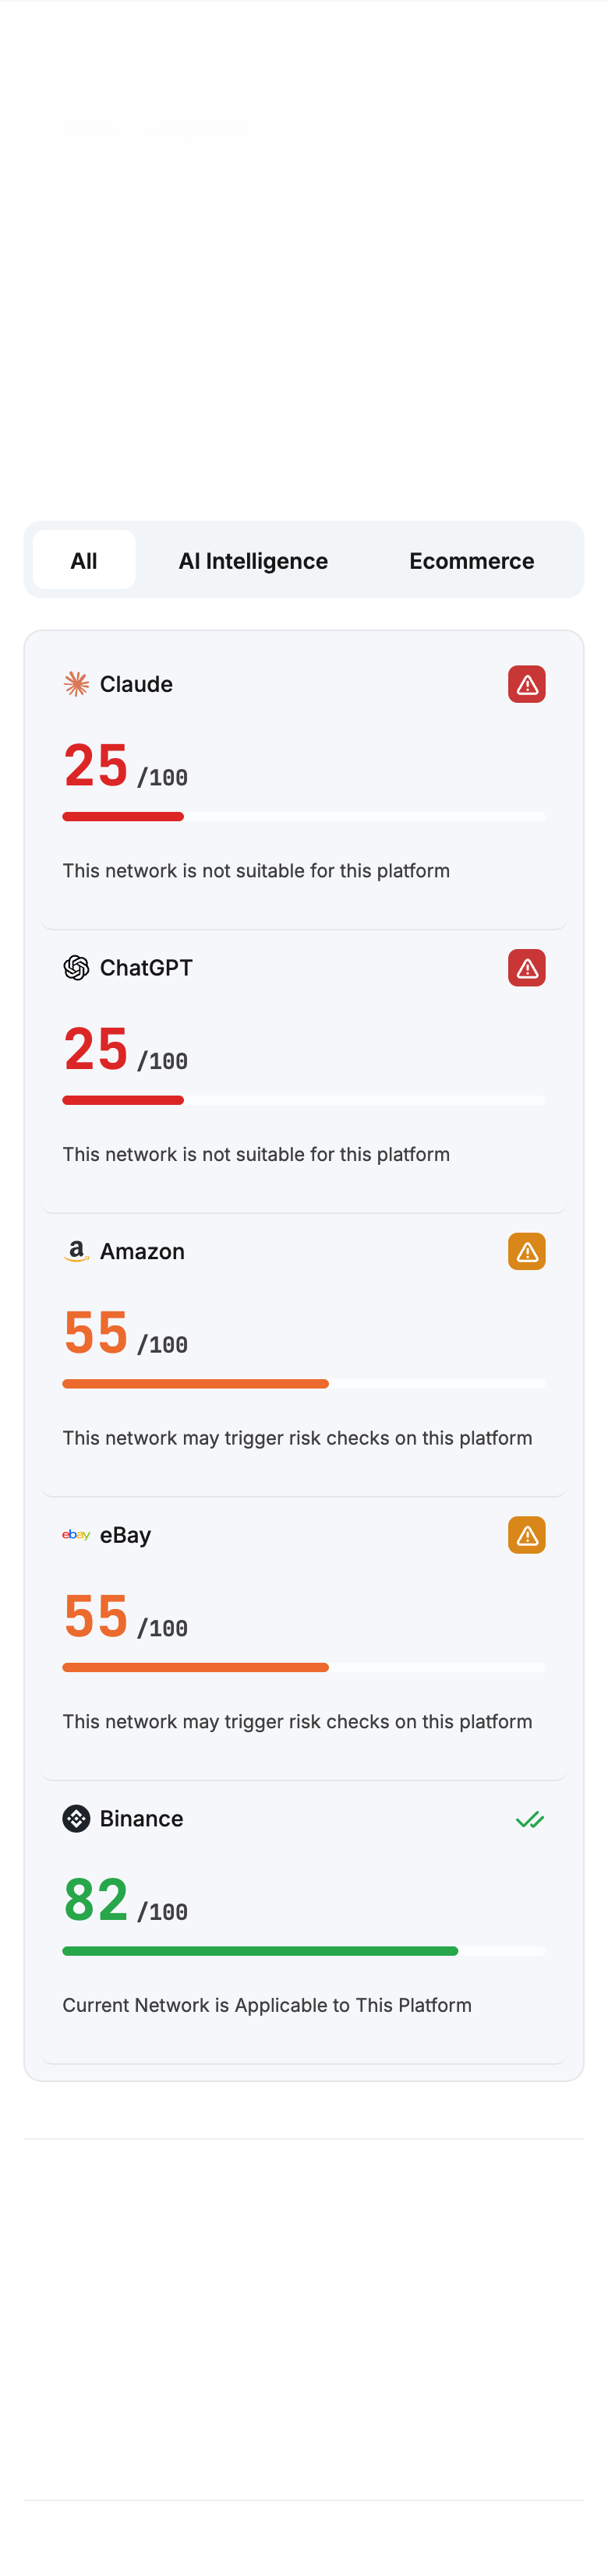 All
AI Intelligence
Ecommerce
Claude
25 /100
This network is not suitable for this platform
ChatGPT
25 /100
This network is not suitable for this platform
a Amazon
55 /100
This network may trigger risk checks on this platform
ebay eBay
55 /100
This network may trigger risk checks on this platform
Binance
82 /100
Current Network is Applicable to This Platform